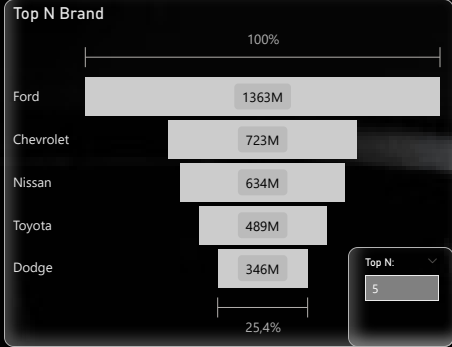 Top N Brand
100%
Ford 1363M
Chevrolet 723M
Nissan 634M
Toyota 489M
Dodge 346M
25,4%
Top N:
5